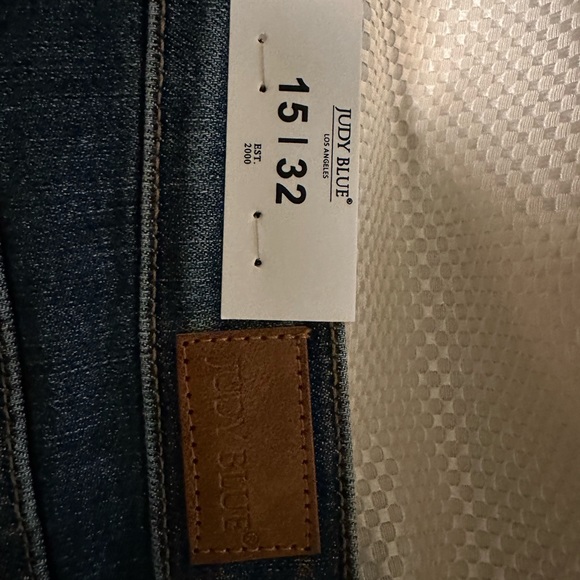 JUDY BLUE®
LOS ANGELES
15 | 32
EST.
2000
JUDY BLUE®